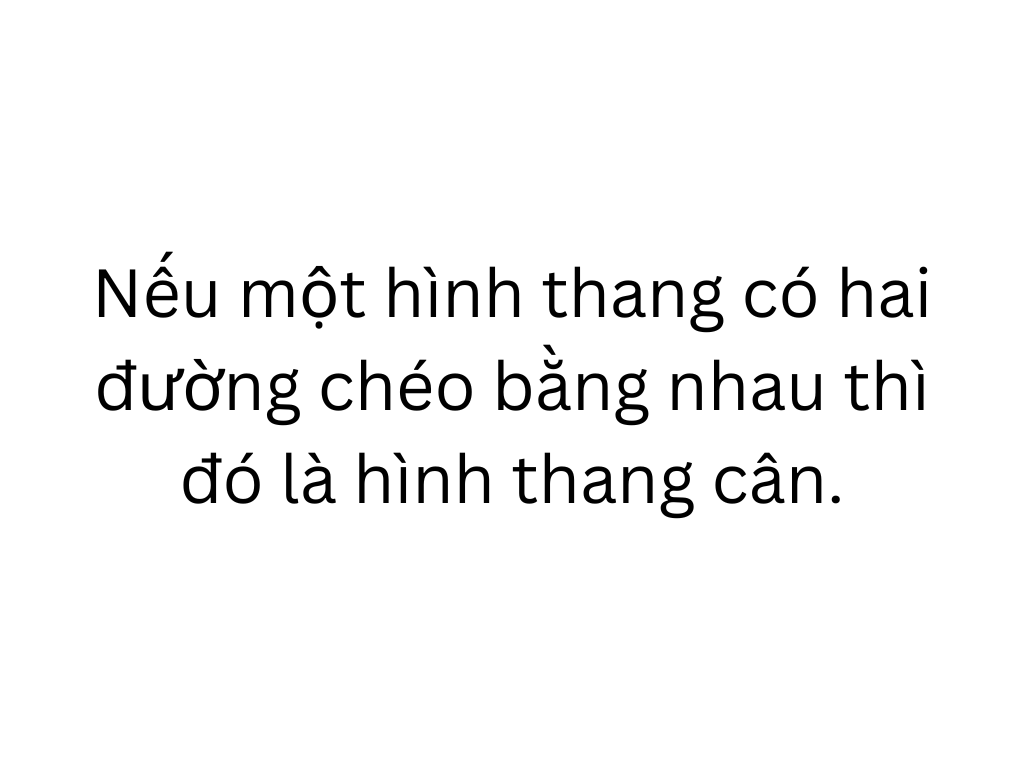 Nếu một hình thang có hai
đường chéo bằng nhau thì
đó là hình thang cân.